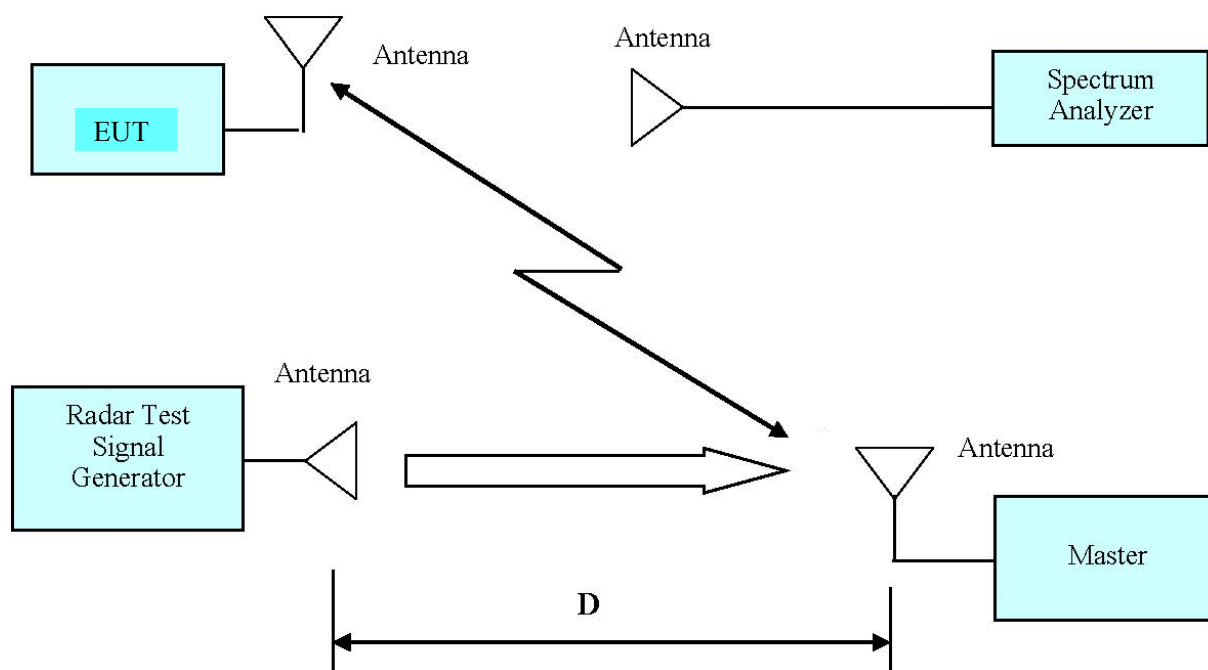 Antenna
EUT
Antenna
Spectrum
Analyzer
Antenna
Radar Test
Signal
Generator
Antenna
Master
D